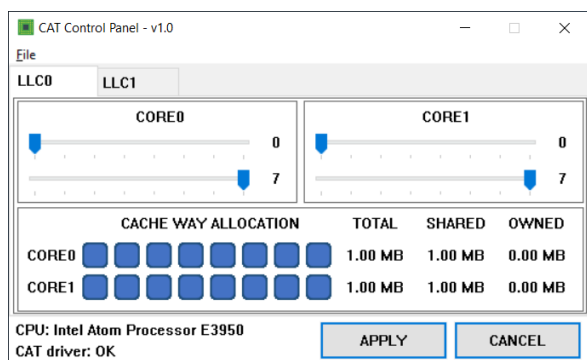 CAT Control Panel - v1.0
File
LLC0 LLC1
CORE0 CORE1
0 0
7 7
CACHE WAY ALLOCATION TOTAL SHARED OWNED
CORE0 1.00 MB 1.00 MB 0.00 MB
CORE1 1.00 MB 1.00 MB 0.00 MB
CPU: Intel Atom Processor E3950
CAT driver: OK
APPLY CANCEL